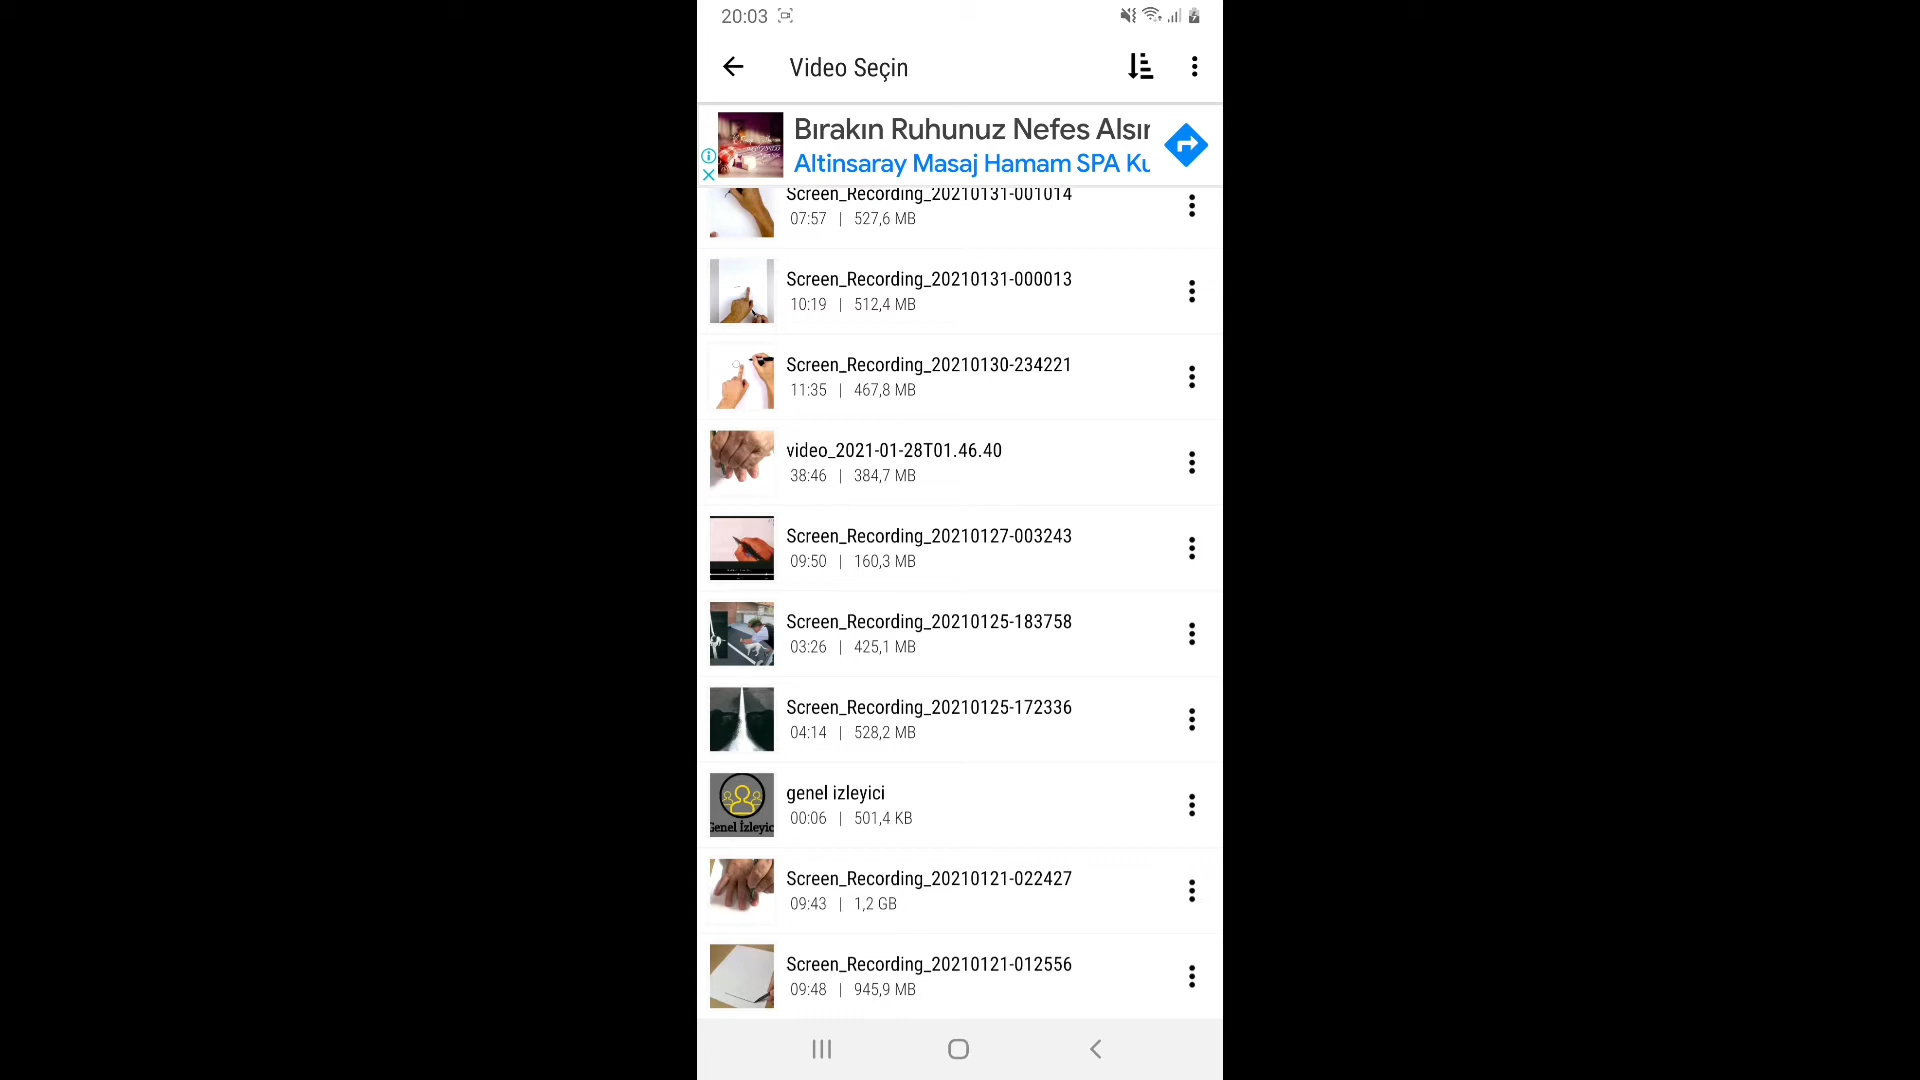 20:03
Video Seçin
Bırakın Ruhunuz Nefes Alsır
Altinsaray Masaj Hamam SPA Kı
Screen_Recording_20210131-001014
07:57 | 527,6 MB
Screen_Recording_20210131-000013
10:19 | 512,4 MB
Screen_Recording_20210130-234221
11:35 | 467,8 MB
video_2021-01-28T01.46.40
38:46 | 384,7 MB
Screen_Recording_20210127-003243
09:50 | 160,3 MB
Screen_Recording_20210125-183758
03:26 | 425,1 MB
Screen_Recording_20210125-172336
04:14 | 528,2 MB
Genel İzleyic
genel izleyici
00:06 | 501,4 KB
Screen_Recording_20210121-022427
09:43 | 1,2 GB
Screen_Recording_20210121-012556
09:48 | 945,9 MB